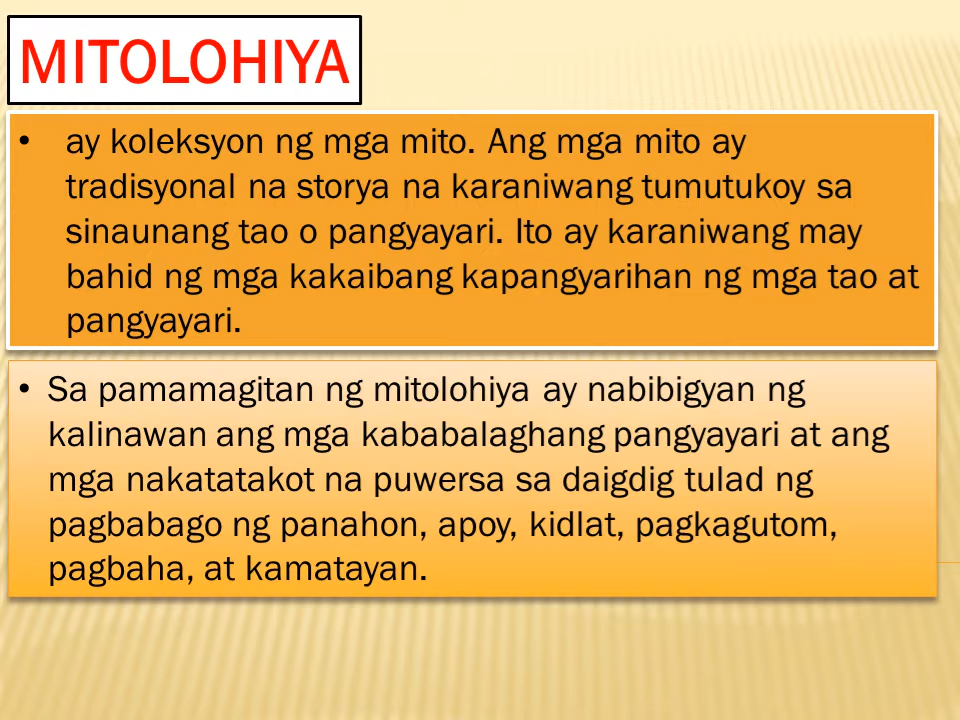 MITOLOHIYA
• ay koleksyon ng mga mito. Ang mga mito ay
tradisyonal na storya na karaniwang tumutukoy sa
sinaunang tao o pangyayari. Ito ay karaniwang may
bahid ng mga kakaibang kapangyarihan ng mga tao at
pangyayari.
• Sa pamamagitan ng mitolohiya ay nabibigyan ng
kalinawan ang mga kababalaghang pangyayari at ang
mga nakatatakot na puwersa sa daigdig tulad ng
pagbabago ng panahon, apoy, kidlat, pagkagutom,
pagbaha, at kamatayan.